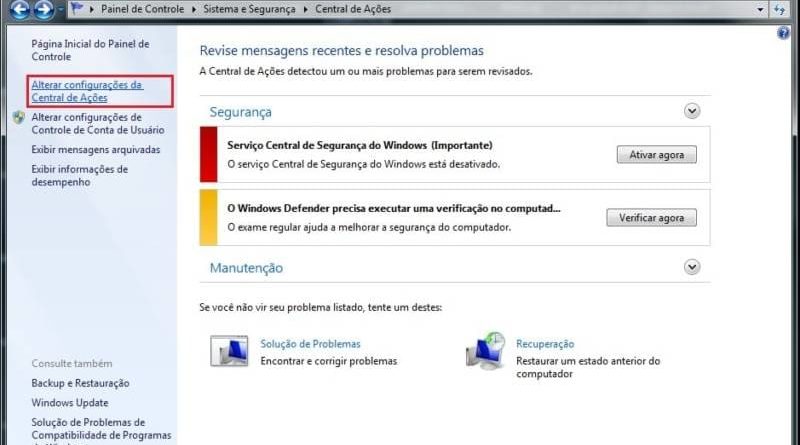 Painel de Controle ▸ Sistema e Segurança ▸ Central de Ações
Página Inicial do Painel de
Controle
Alterar configurações da
Central de Ações
Alterar configurações de
Controle de Conta de Usuário
Exibir mensagens arquivadas
Exibir informações de
desempenho
Consulte também
Backup e Restauração
Windows Update
Solução de Problemas de
Compatibilidade de Programas
Revise mensagens recentes e resolva problemas
A Central de Ações detectou um ou mais problemas para serem revisados.
Segurança
Serviço Central de Segurança do Windows (Importante)
O serviço Central de Segurança do Windows está desativado.
Ativar agora
O Windows Defender precisa executar uma verificação no computad...
O exame regular ajuda a melhorar a segurança do computador.
Verificar agora
Manutenção
Se você não vir seu problema listado, tente um destes:
Solução de Problemas
Encontrar e corrigir problemas
Recuperação
Restaurar um estado anterior do
computador